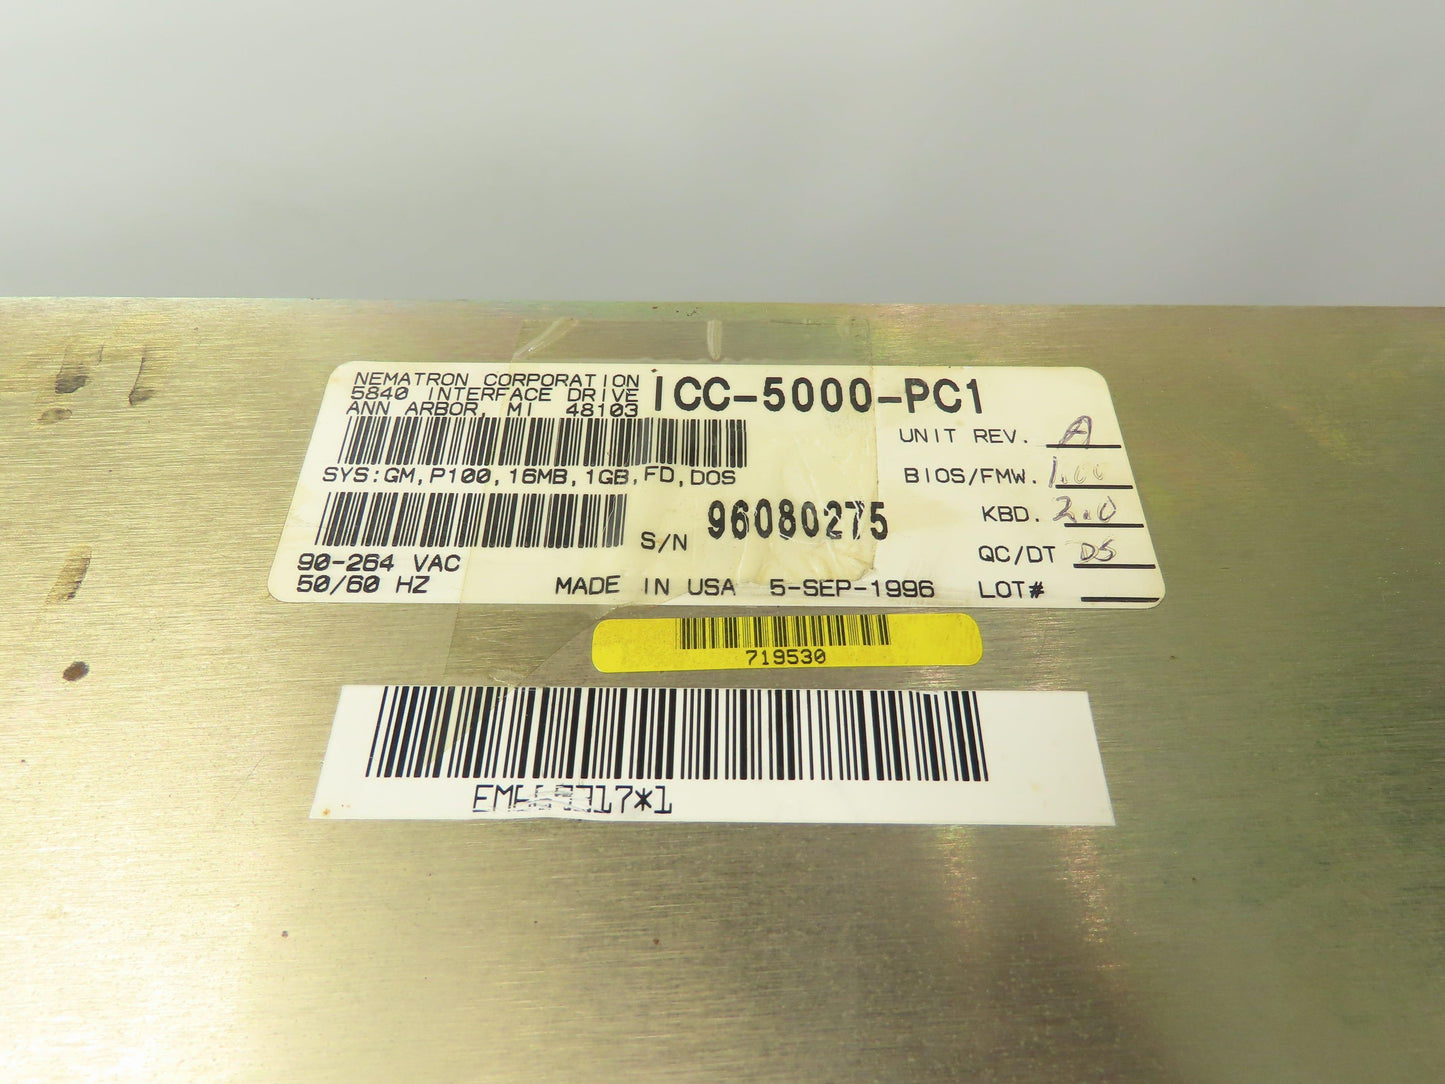 NEMATRON CORPORATION
5840 INTERFACE DRIVE
ANN ARBOR, MI 48103
ICC-5000-PC1
UNIT REV. A
SYS:GM,P100,16MB,1GB,FD,DOS
BIOS/FMW. 1.00
S/N 96080275
KBD. 2.0
90-264 VAC
50/60 HZ
QC/DT DS
MADE IN USA 5-SEP-1996
LOT#
719530